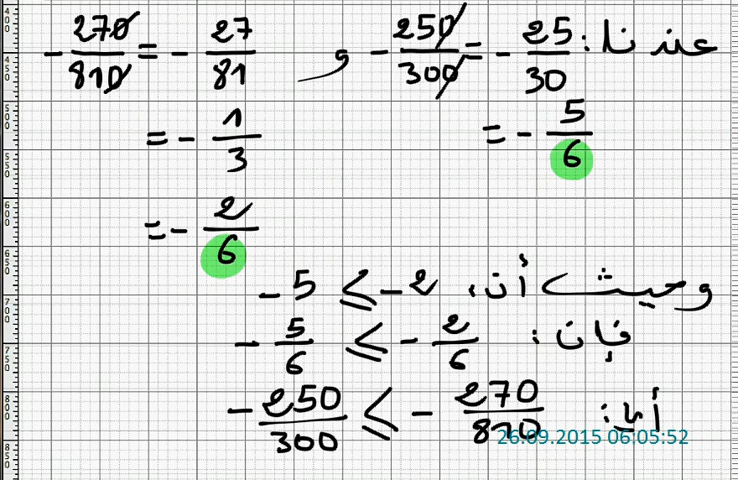 عندنا: -250/300 = -25/30 و -270/810 = -27/81
= -5/6
= -1/3
= -2/6
وحيث أن: -5 ≤ -2
فإن: -5/6 ≤ -2/6
أي: -250/300 ≤ -270/810
26.09.2015 06:05:52